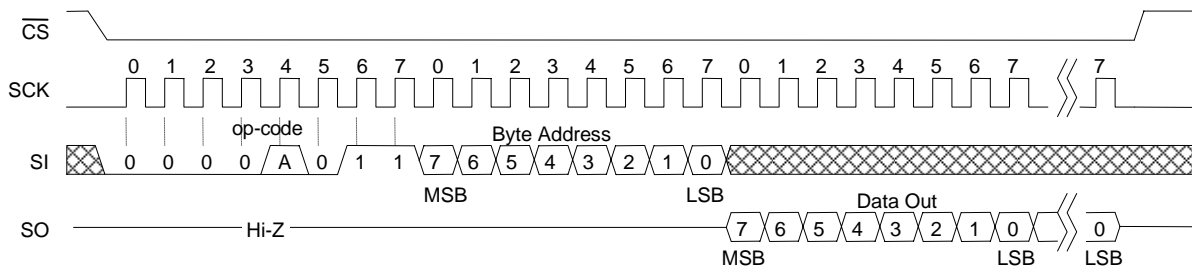 CS
0 1 2 3 4 5 6 7 0 1 2 3 4 5 6 7 0 1 2 3 4 5 6 7 7
SCK
op-code Byte Address
SI 0 0 0 0 A 0 1 1 7 6 5 4 3 2 1 0
MSB LSB
Data Out
SO Hi-Z 7 6 5 4 3 2 1 0 0
MSB LSB LSB